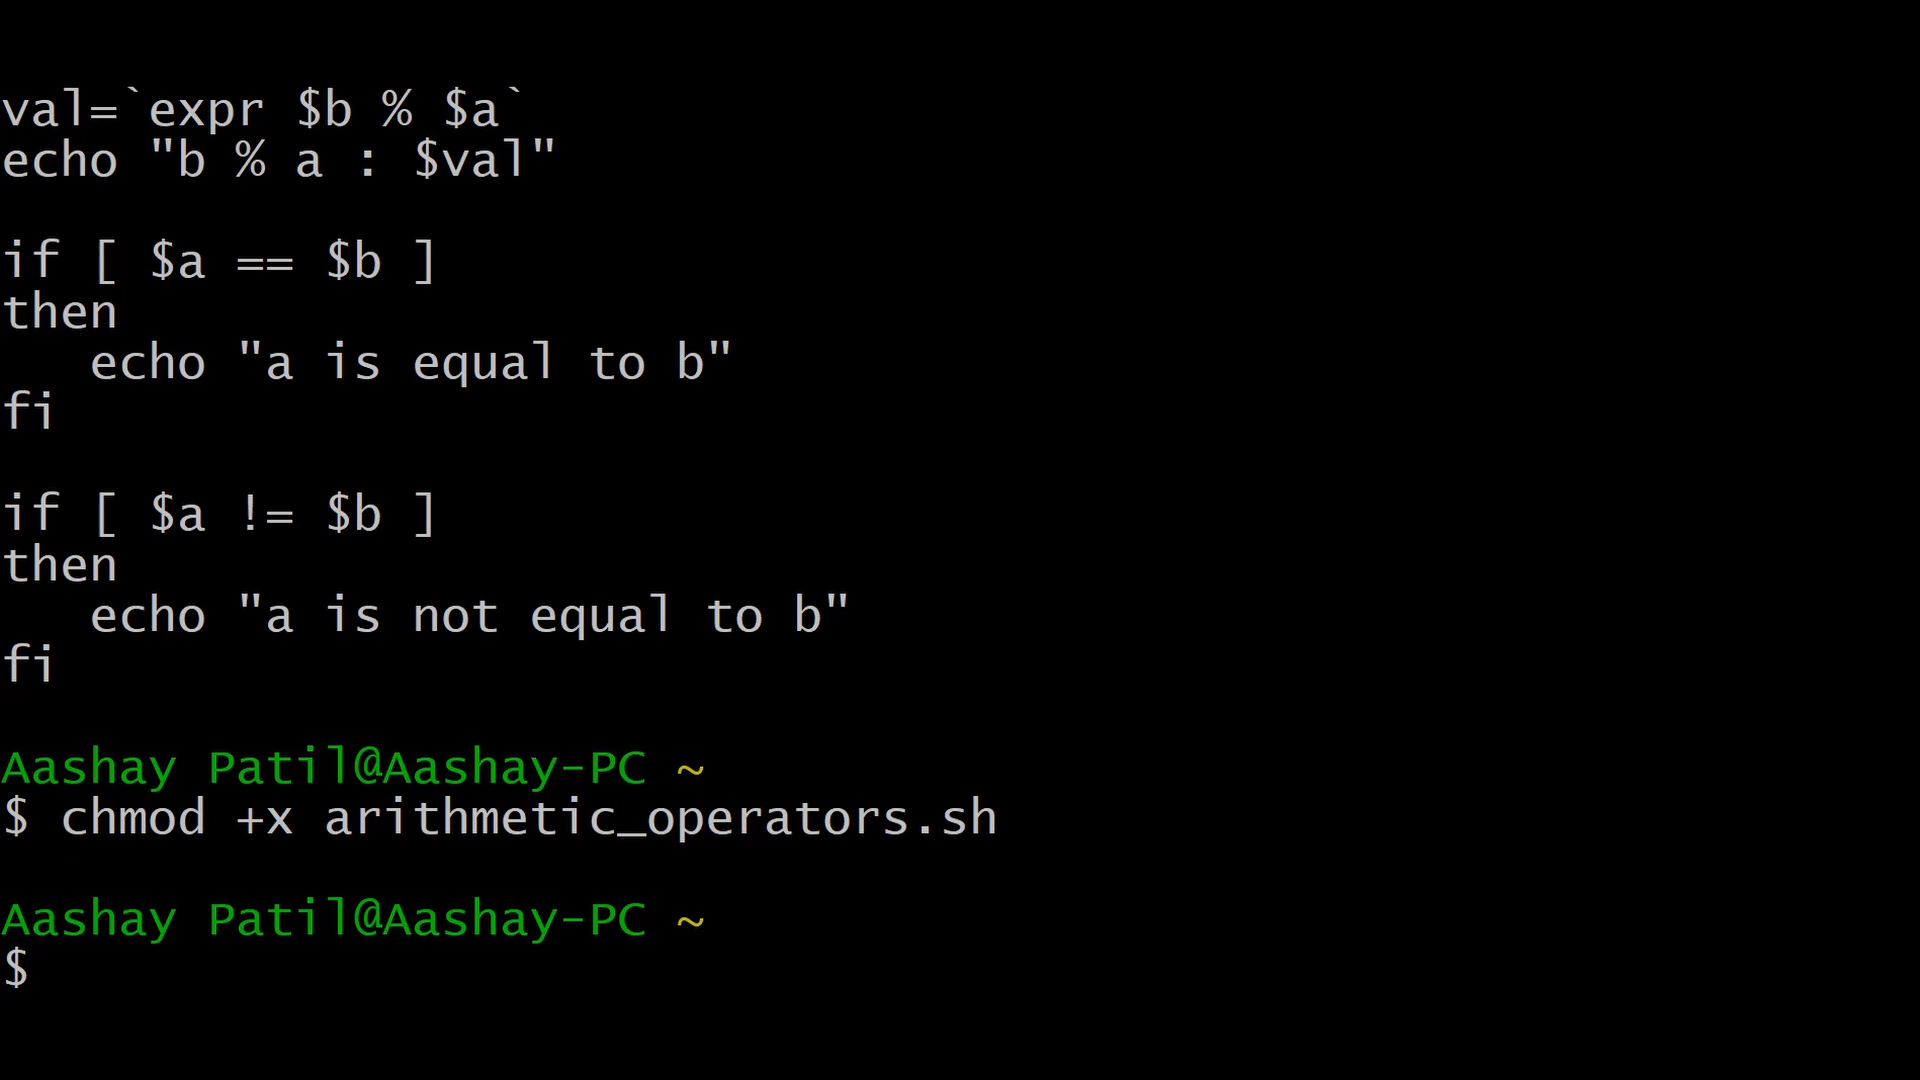 val=`expr $b % $a`
echo "b % a : $val"
if [ $a == $b ]
then
echo "a is equal to b"
fi
if [ $a != $b ]
then
echo "a is not equal to b"
fi
Aashay Patil@Aashay-PC ~
$ chmod +x arithmetic_operators.sh
Aashay Patil@Aashay-PC ~
$